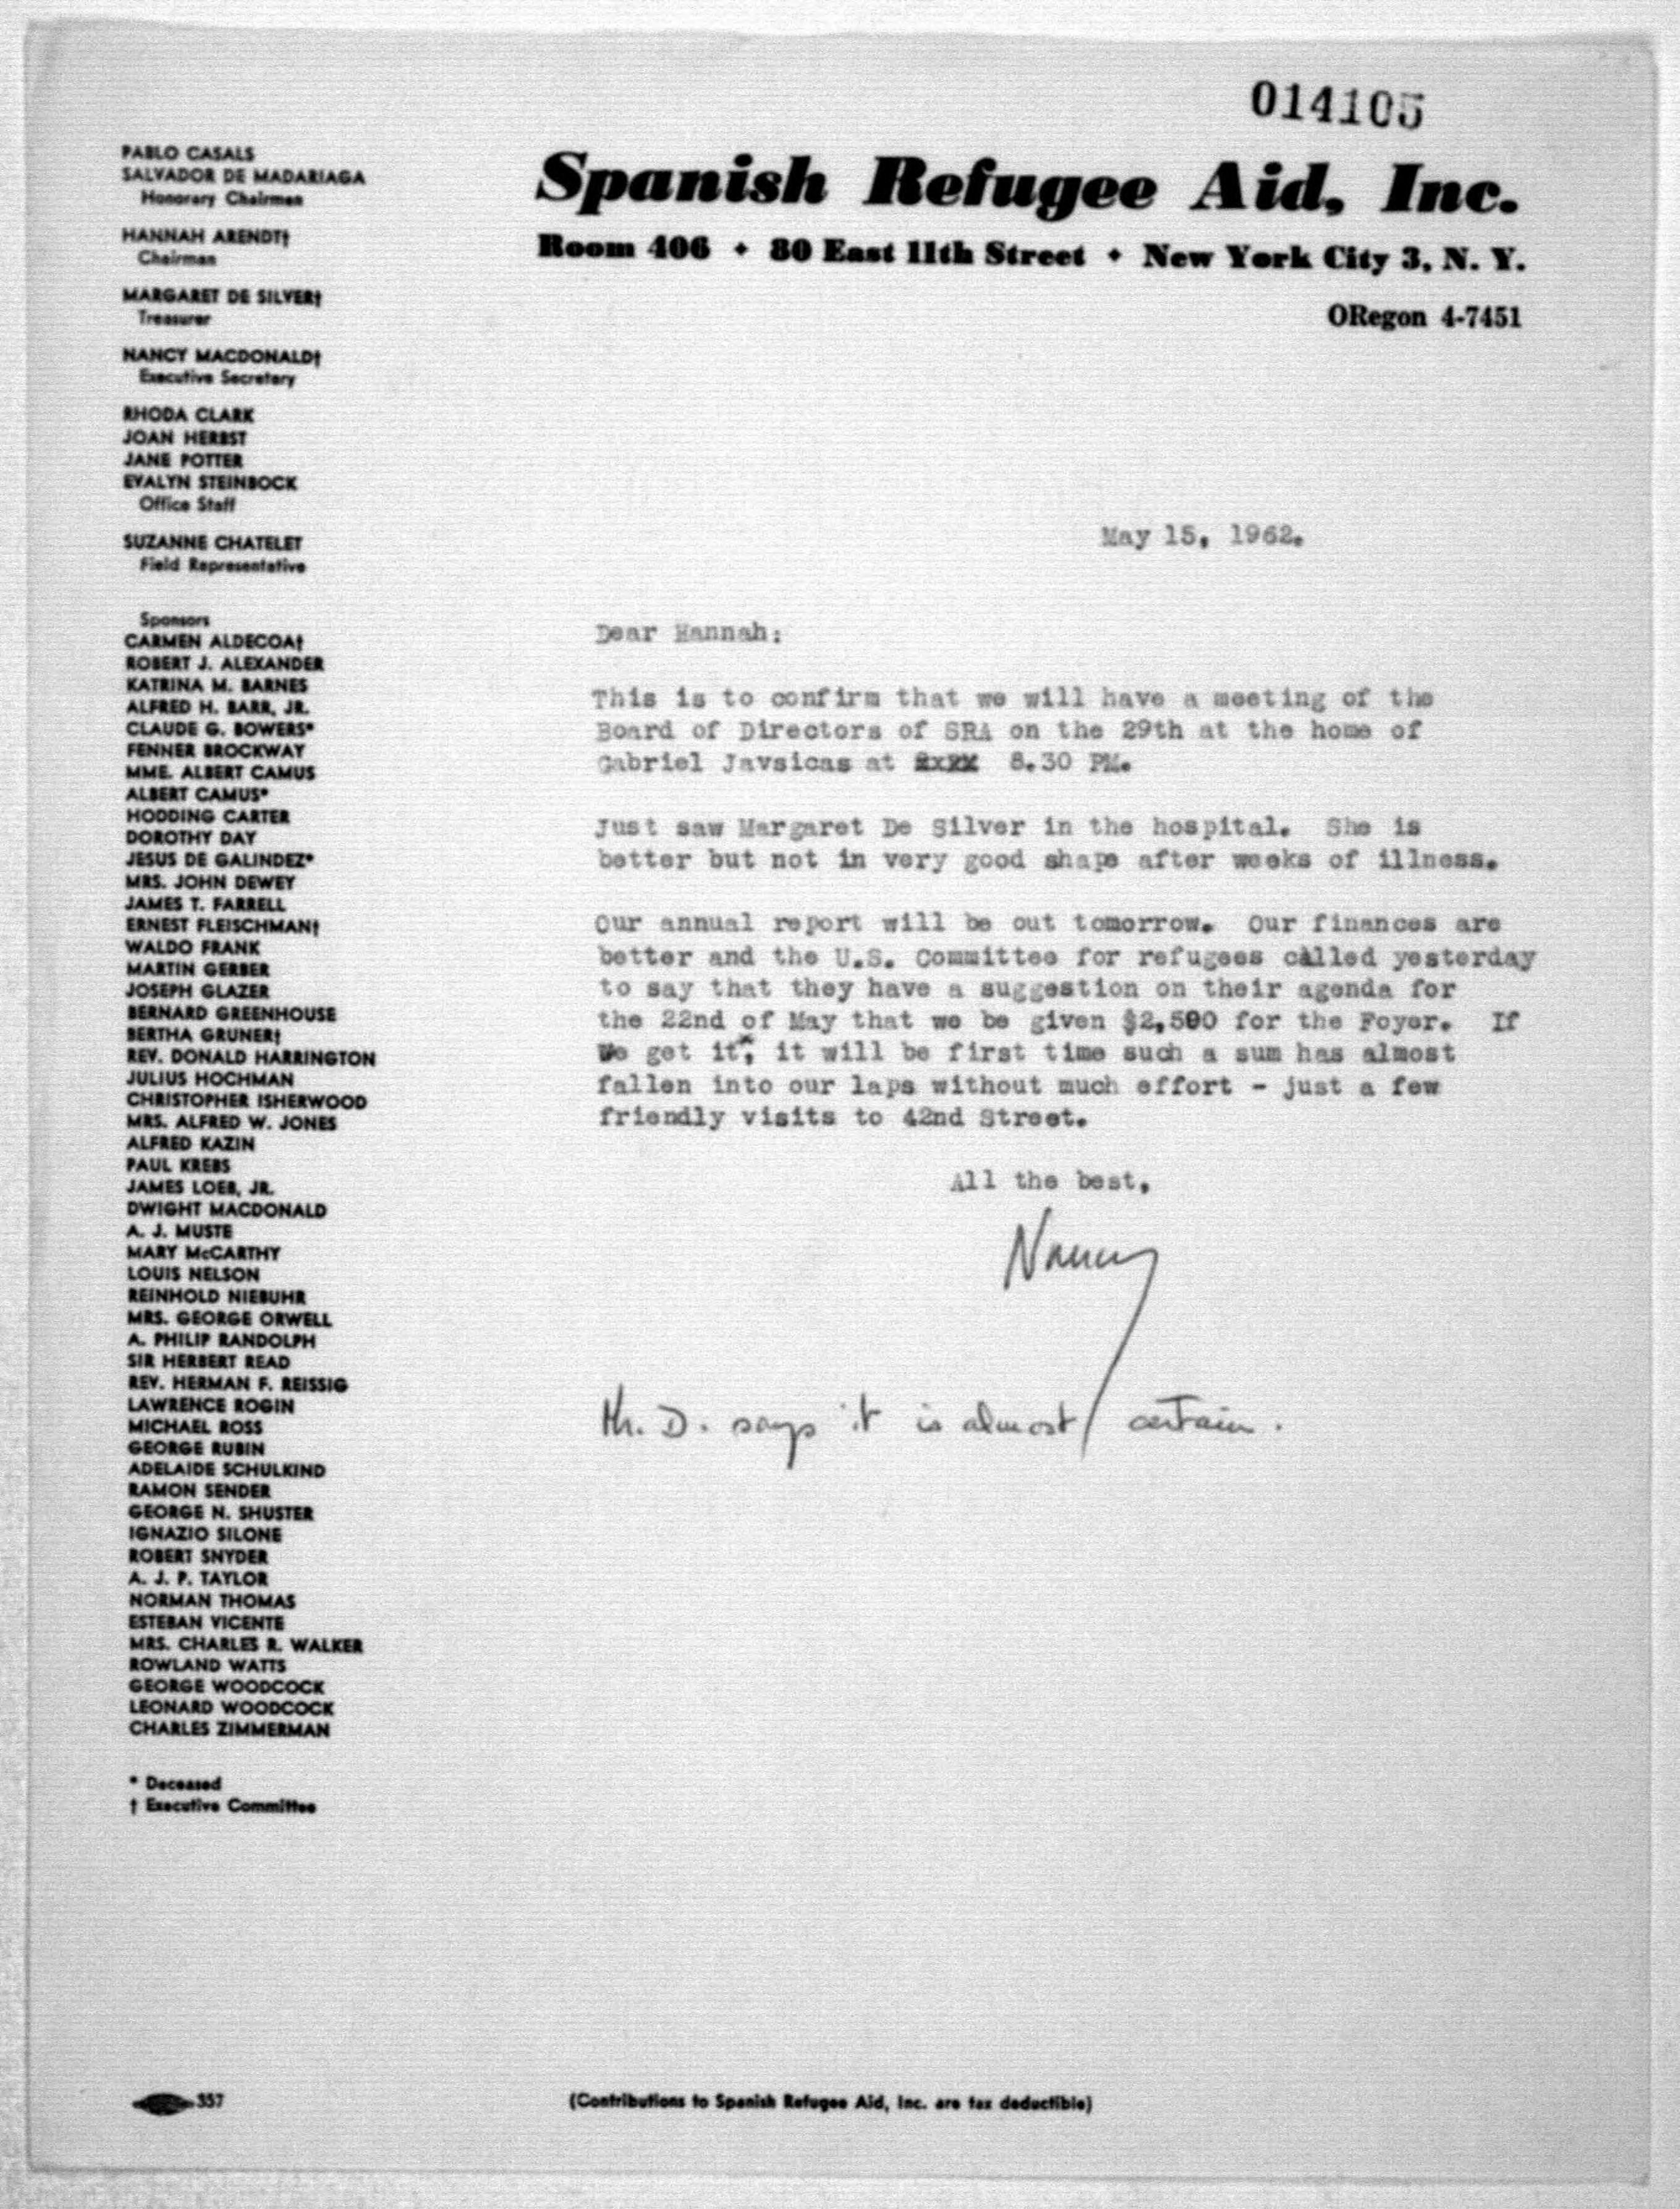 014105
Spanish Refugee Aid, Inc.
Room 406 ♦ 80 East 11th Street ♦ New York City 3, N. Y.
ORegon 4-7451
PABLO CASALS
SALVADOR DE MADARIAGA
Honorary Chairmen
HANNAH ARENDT†
Chairman
MARGARET DE SILVER†
Treasurer
NANCY MACDONALD†
Executive Secretary
RHODA CLARK
JOAN HERBST
JANE POTTER
EVALYN STEINBOCK
Office Staff
SUZANNE CHATELET
Field Representative
Sponsors
CARMEN ALDECOA†
ROBERT J. ALEXANDER
KATRINA M. BARNES
ALFRED H. BARR, JR.
CLAUDE G. BOWERS*
FENNER BROCKWAY
MME. ALBERT CAMUS
ALBERT CAMUS*
HODDING CARTER
DOROTHY DAY
JESUS DE GALINDEZ*
MRS. JOHN DEWEY
JAMES T. FARRELL
ERNEST FLEISCHMAN†
WALDO FRANK
MARTIN GERBER
JOSEPH GLAZER
BERNARD GREENHOUSE
BERTHA GRUNER†
REV. DONALD HARRINGTON
JULIUS HOCHMAN
CHRISTOPHER ISHERWOOD
MRS. ALFRED W. JONES
ALFRED KAZIN
PAUL KREBS
JAMES LOEB, JR.
DWIGHT MACDONALD
A. J. MUSTE
MARY McCARTHY
LOUIS NELSON
REINHOLD NIEBUHR
MRS. GEORGE ORWELL
A. PHILIP RANDOLPH
SIR HERBERT READ
REV. HERMAN F. REISSIG
LAWRENCE ROGIN
MICHAEL ROSS
GEORGE RUBIN
ADELAIDE SCHULKIND
RAMON SENDER
GEORGE N. SHUSTER
IGNAZIO SILONE
ROBERT SNYDER
A. J. P. TAYLOR
NORMAN THOMAS
ESTEBAN VICENTE
MRS. CHARLES R. WALKER
ROWLAND WATTS
GEORGE WOODCOCK
LEONARD WOODCOCK
CHARLES ZIMMERMAN
* Deceased
† Executive Committee
May 15, 1962.
Dear Hannah:
This is to confirm that we will have a meeting of the
Board of Directors of SRA on the 29th at the home of
Gabriel Javsicas at 8.30 PM.
Just saw Margaret De Silver in the hospital. She is
better but not in very good shape after weeks of illness.
Our annual report will be out tomorrow. Our finances are
better and the U.S. Committee for refugees called yesterday
to say that they have a suggestion on their agenda for
the 22nd of May that we be given $2,500 for the Foyer. If
We get it*, it will be first time such a sum has almost
fallen into our laps without much effort - just a few
friendly visits to 42nd Street.
All the best,
Nancy
Mr. D. says it is almost certain.
357
(Contributions to Spanish Refugee Aid, Inc. are tax deductible)